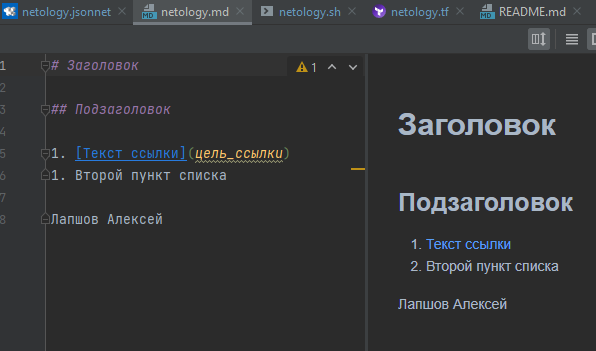 netology.jsonnet netology.md netology.sh netology.tf README.md
1 # Заголовок 1
2
3 ## Подзаголовок
4
5 1. [Текст ссылки](цель_ссылки)
6 1. Второй пункт списка
7
8 Лапшов Алексей
Заголовок
Подзаголовок
1. Текст ссылки
2. Второй пункт списка
Лапшов Алексей